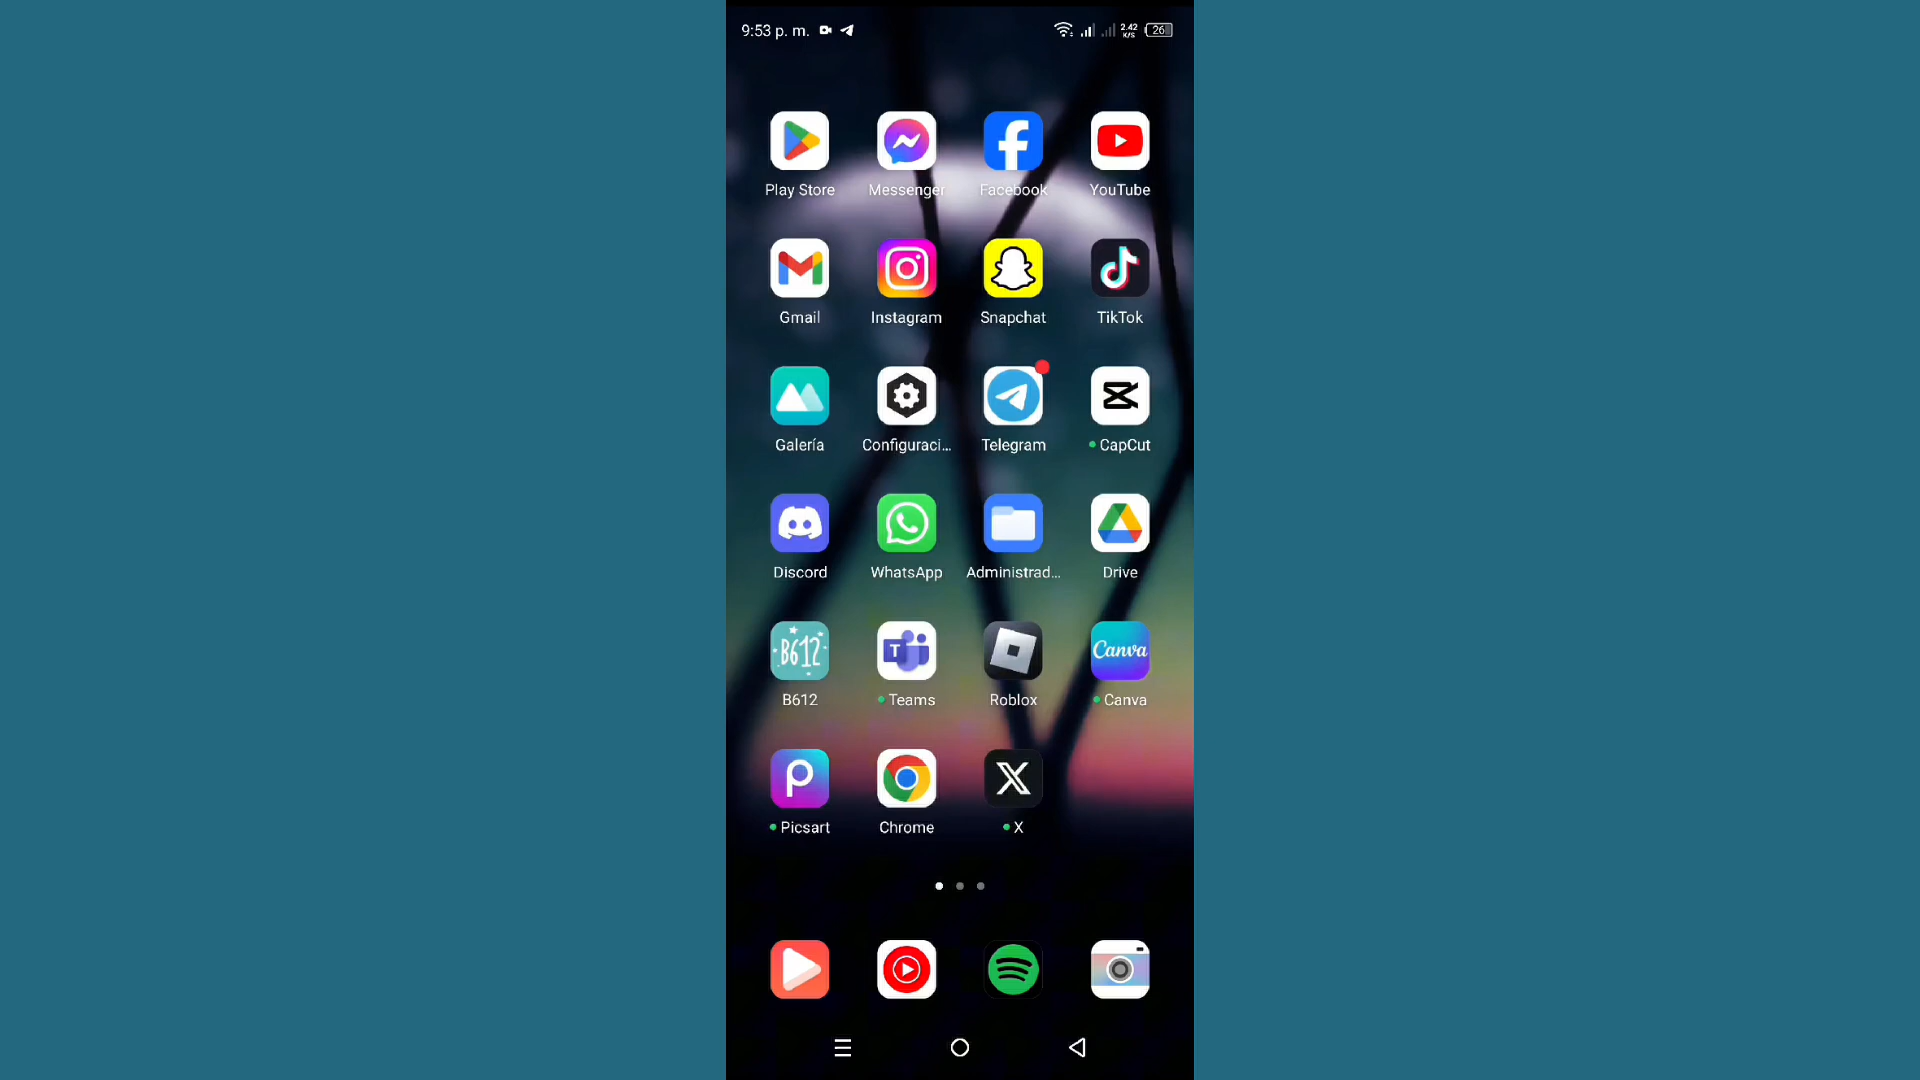 9:53 p. m.
2.42
K/S
26
Play Store
Messenger
Facebook
YouTube
Gmail
Instagram
Snapchat
TikTok
Galería
Configuraci...
Telegram
CapCut
Discord
WhatsApp
Administrad...
Drive
B612
T
Canva
B612
Teams
Roblox
Canva
Picsart
Chrome
X